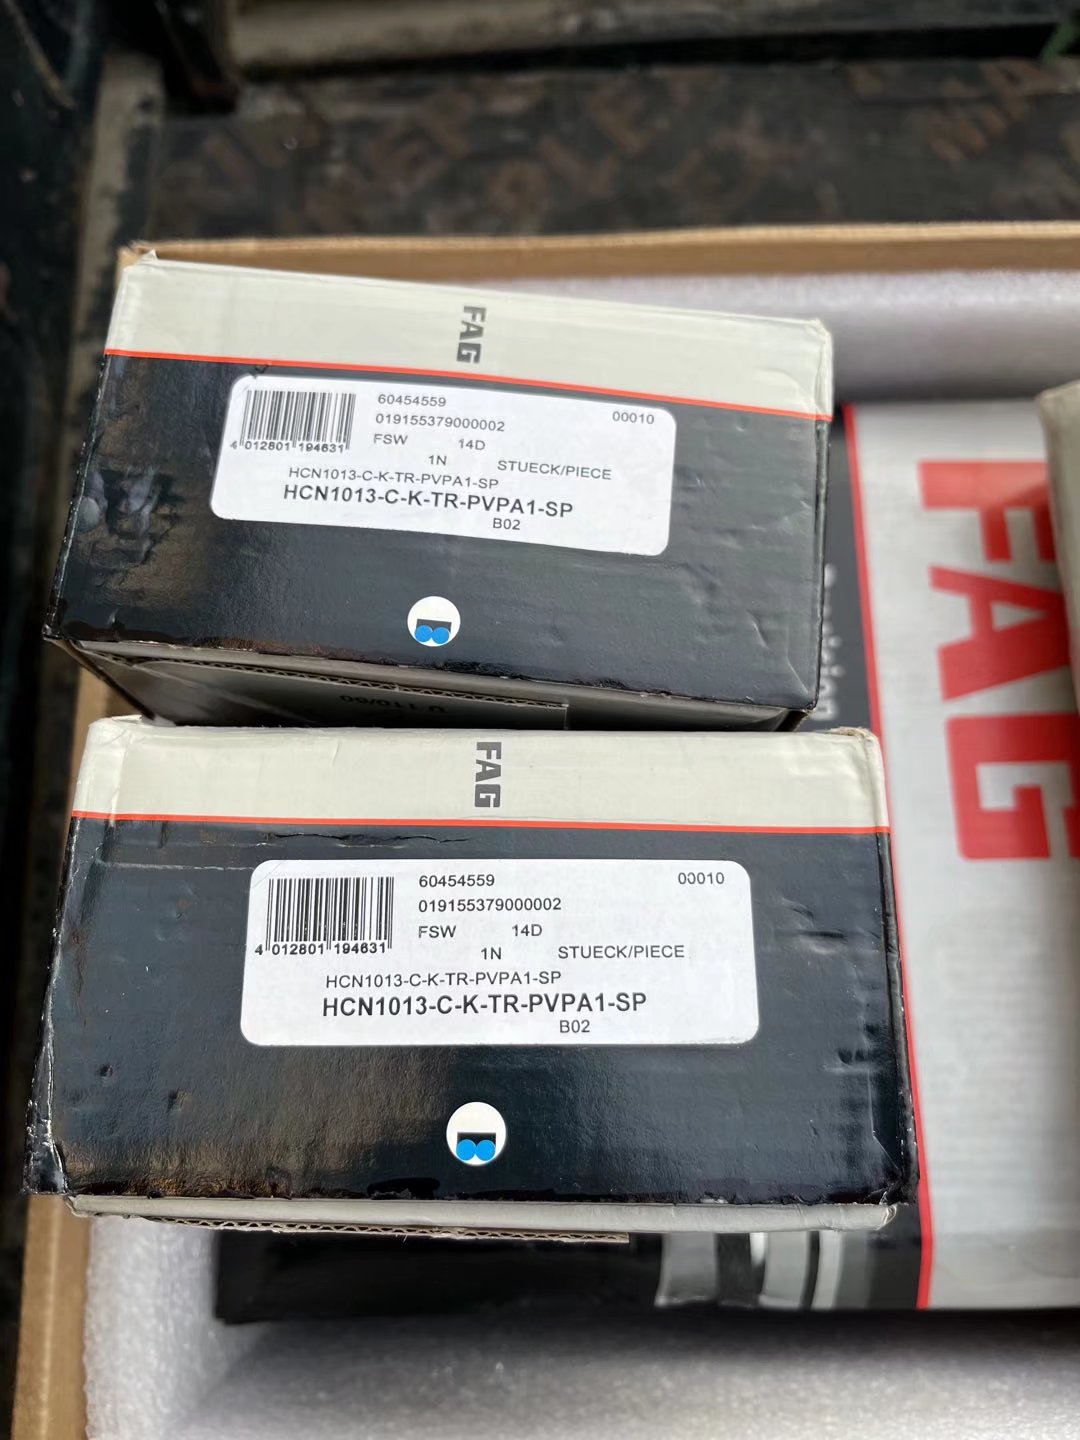 FAG
60454559
00010
019155379000002
4 012801 194631
FSW 14D
1N STUECK/PIECE
HCN1013-C-K-TR-PVPA1-SP
HCN1013-C-K-TR-PVPA1-SP
B02
U 110/50
FAG
60454559
00010
019155379000002
FSW 14D
4 012801 194631
1N STUECK/PIECE
HCN1013-C-K-TR-PVPA1-SP
HCN1013-C-K-TR-PVPA1-SP
B02
FAG